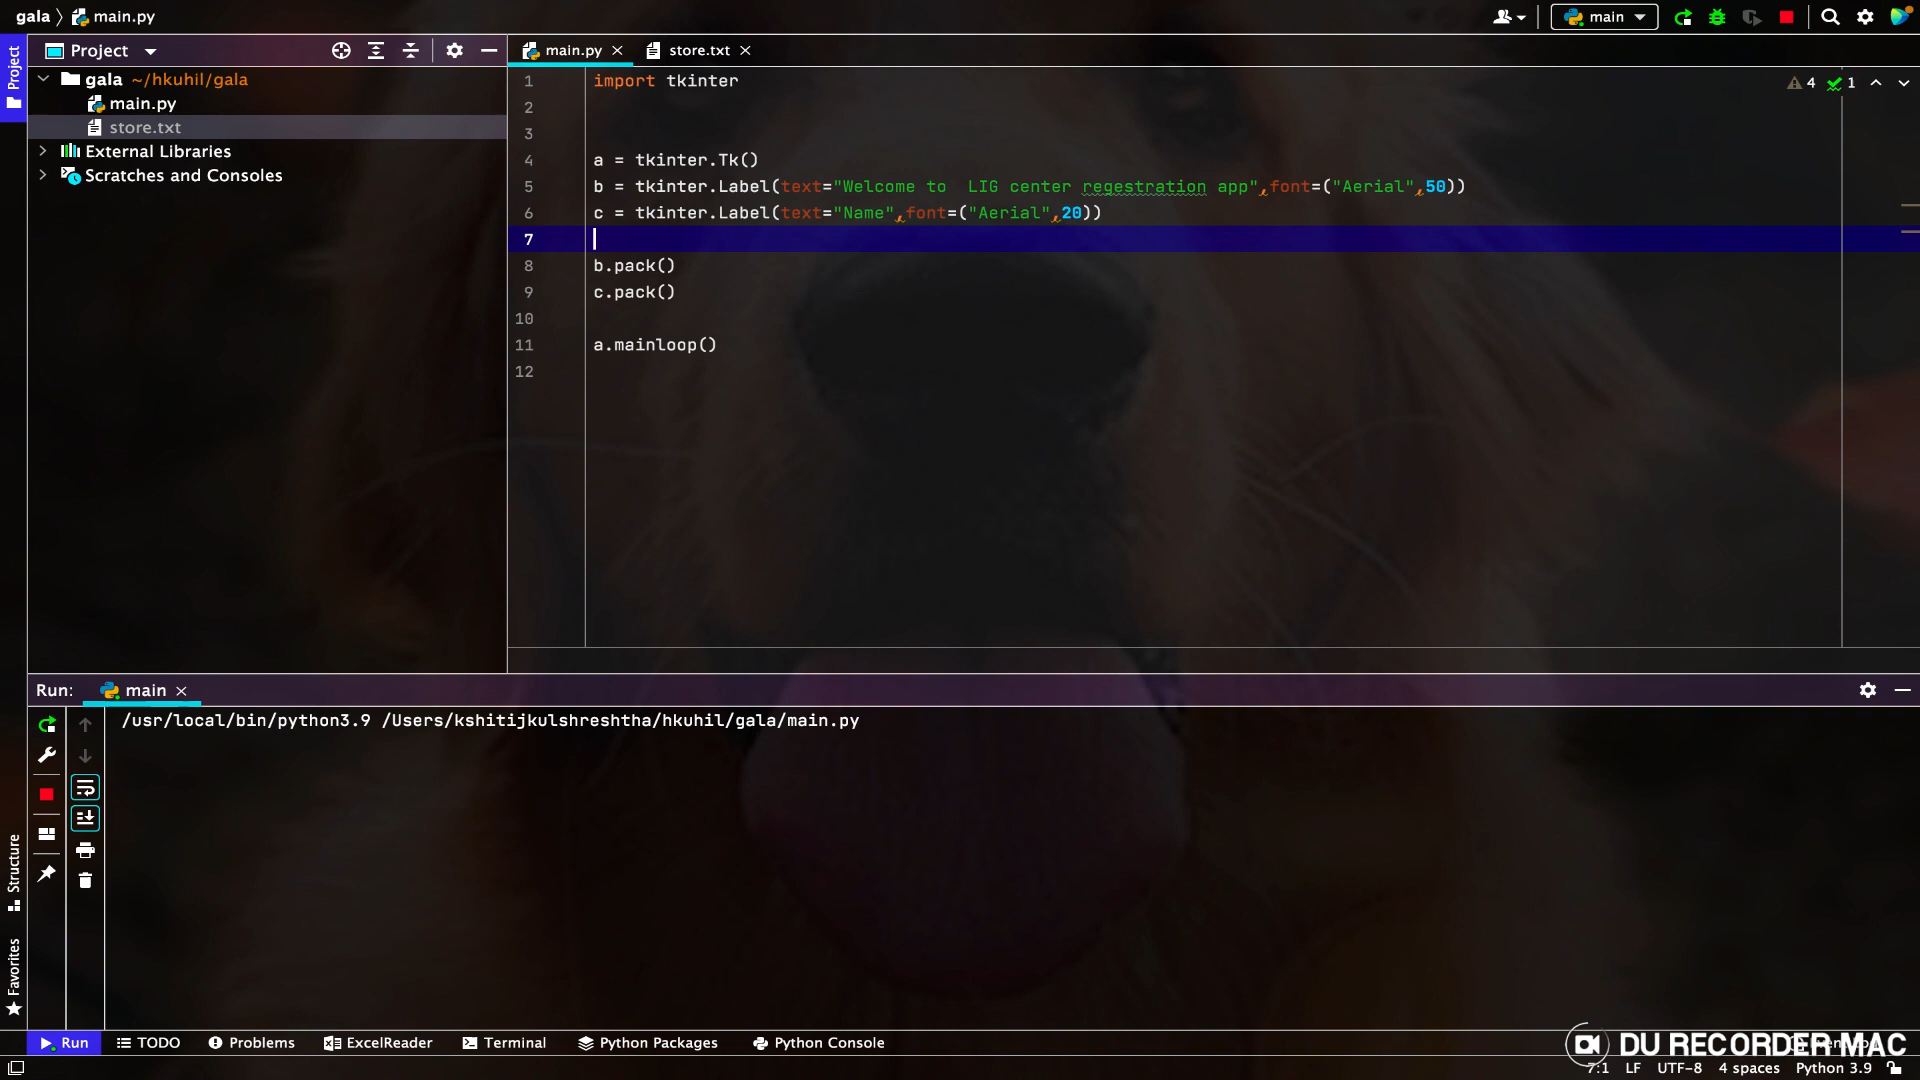 gala main.py
main
Project
Project
main.py
store.txt
gala ~/hkuhil/gala
main.py
store.txt
External Libraries
Scratches and Consoles
4 1
1 import tkinter
2
3
4 a = tkinter.Tk()
5 b = tkinter.Label(text="Welcome to  LIG center regestration app",font=("Aerial",50))
6 c = tkinter.Label(text="Name",font=("Aerial",20))
7
8 b.pack()
9 c.pack()
10
11 a.mainloop()
12
Run: main
/usr/local/bin/python3.9 /Users/kshitijkulshreshtha/hkuhil/gala/main.py
Structure
Favorites
Run TODO Problems ExcelReader Terminal Python Packages Python Console
DU RECORDER MAC
7:1 LF UTF-8 4 spaces Python 3.9